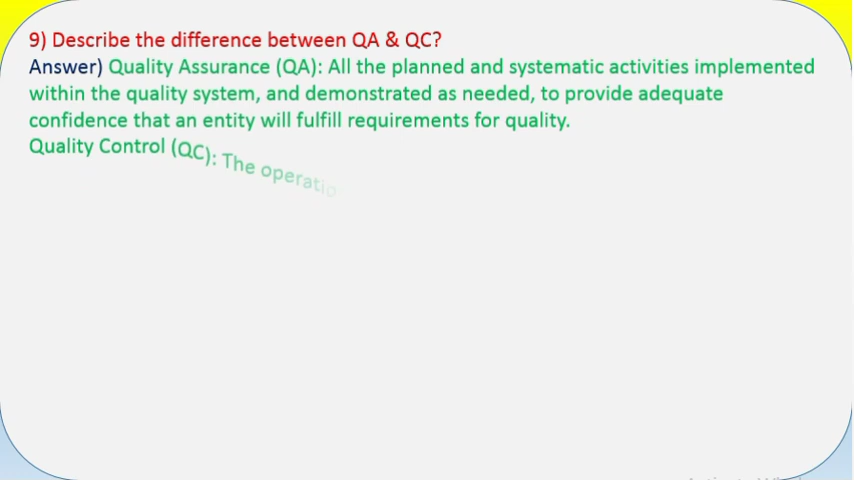 9) Describe the difference between QA & QC?
Answer) Quality Assurance (QA): All the planned and systematic activities implemented
within the quality system, and demonstrated as needed, to provide adequate
confidence that an entity will fulfill requirements for quality.
Quality Control (QC): The operatio